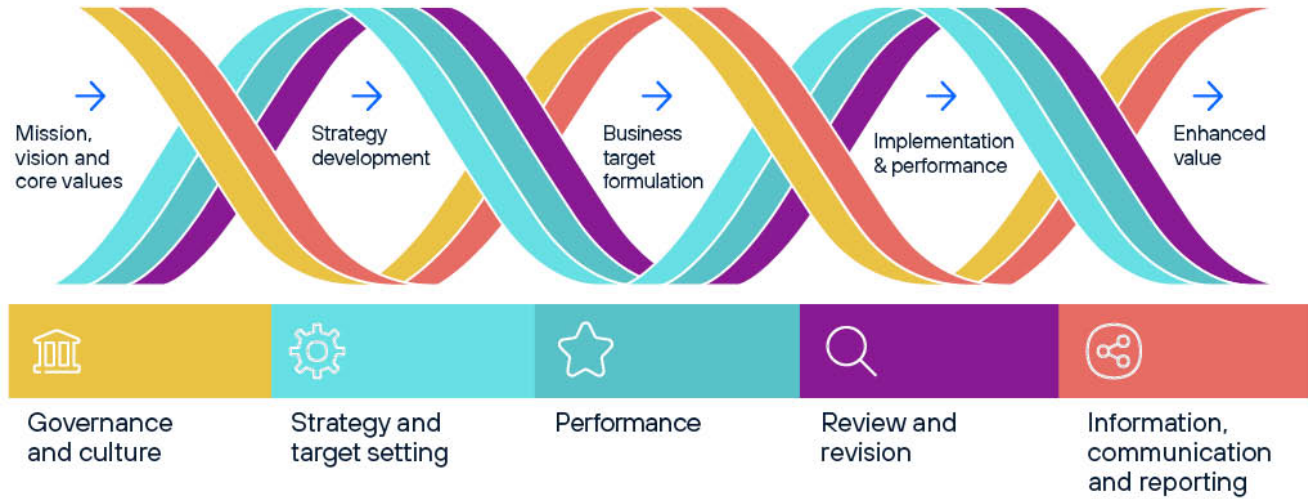 Mission,
vision and
core values
Strategy
development
Business
target
formulation
Implementation
& performance
Enhanced
value
Governance
and culture
Strategy and
target setting
Performance
Review and
revision
Information,
communication
and reporting